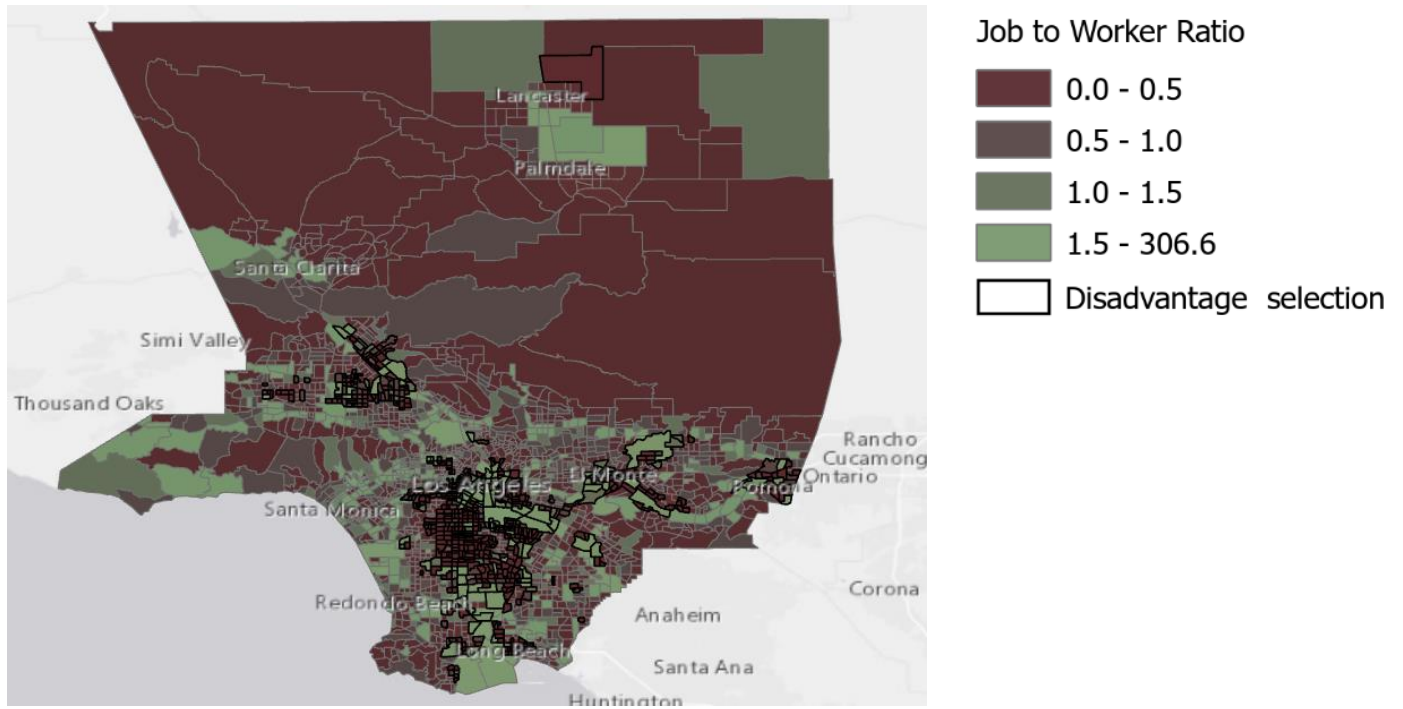 Job to Worker Ratio
0.0 - 0.5
0.5 - 1.0
1.0 - 1.5
1.5 - 306.6
Disadvantage selection
Lancaster
Palmdale
Santa Clarita
Simi Valley
Thousand Oaks
Rancho
Cucamong
El Monte
Los Angeles
Pomona
Ontario
Santa Monica
Corona
Redondo Beach
Anaheim
Long Beach
Santa Ana
Huntington